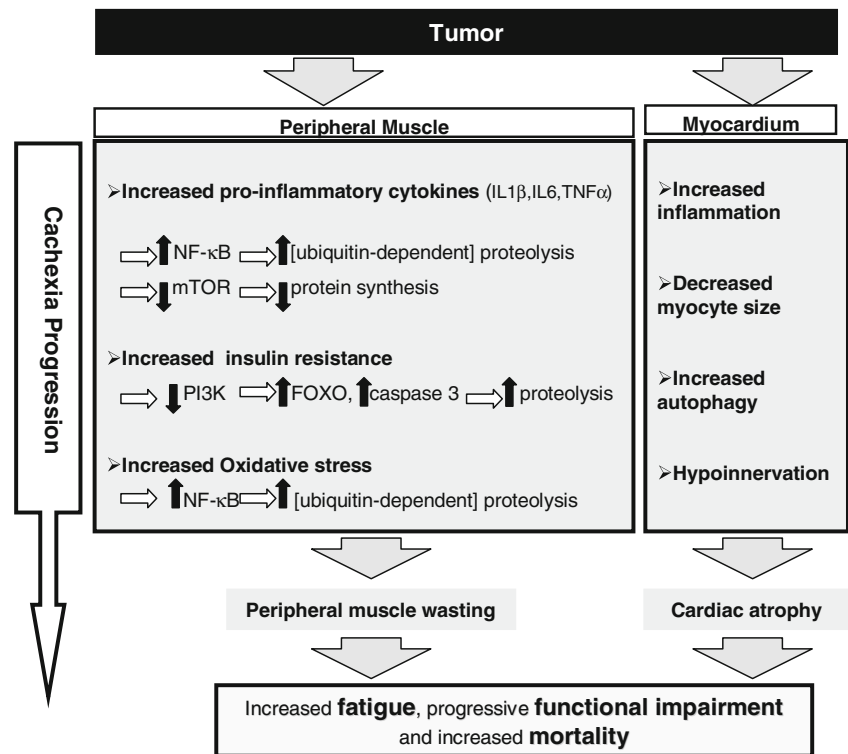 Tumor
Peripheral Muscle
Myocardium
Cachexia Progression
➢Increased pro-inflammatory cytokines (IL1β,IL6,TNFα)
NF-κB [ubiquitin-dependent] proteolysis
mTOR protein synthesis
➢Increased insulin resistance
PI3K FOXO, caspase 3 proteolysis
➢Increased Oxidative stress
NF-κB [ubiquitin-dependent] proteolysis
➢Increased
inflammation
➢Decreased
myocyte size
➢Increased
autophagy
➢Hypoinnervation
Peripheral muscle wasting
Cardiac atrophy
Increased fatigue, progressive functional impairment
and increased mortality